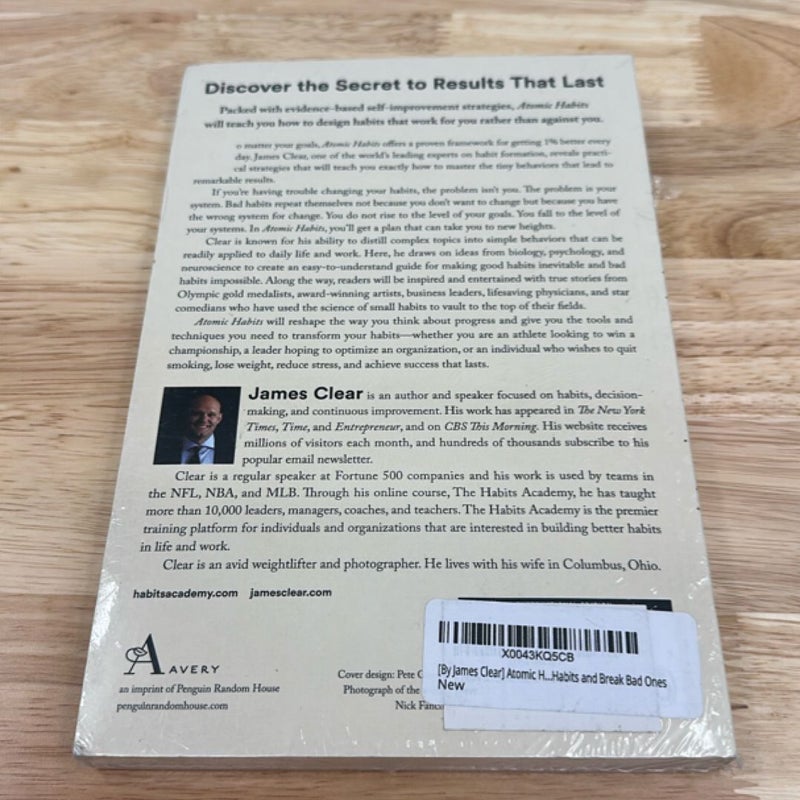 Discover the Secret to Results That Last
Packed with evidence-based self-improvement strategies, Atomic Habits
will teach you how to design habits that work for you rather than against you.
o matter your goals, Atomic Habits offers a proven framework for getting 1% better every
day. James Clear, one of the world's leading experts on habit formation, reveals practi-
cal strategies that will teach you exactly how to master the tiny behaviors that lead to
remarkable results.
If you're having trouble changing your habits, the problem isn't you. The problem is your
system. Bad habits repeat themselves not because you don't want to change but because you have
the wrong system for change. You do not rise to the level of your goals. You fall to the level of
your systems. In Atomic Habits, you'll get a plan that can take you to new heights.
Clear is known for his ability to distill complex topics into simple behaviors that can be
readily applied to daily life and work. Here, he draws on ideas from biology, psychology, and
neuroscience to create an easy-to-understand guide for making good habits inevitable and bad
habits impossible. Along the way, readers will be inspired and entertained with true stories from
Olympic gold medalists, award-winning artists, business leaders, lifesaving physicians, and star
comedians who have used the science of small habits to vault to the top of their fields.
Atomic Habits will reshape the way you think about progress and give you the tools and
techniques you need to transform your habits—whether you are an athlete looking to win a
championship, a leader hoping to optimize an organization, or an individual who wishes to quit
smoking, lose weight, reduce stress, and achieve success that lasts.
James Clear is an author and speaker focused on habits, decision-
making, and continuous improvement. His work has appeared in The New York
Times, Time, and Entrepreneur, and on CBS This Morning. His website receives
millions of visitors each month, and hundreds of thousands subscribe to his
popular email newsletter.
Clear is a regular speaker at Fortune 500 companies and his work is used by teams in
the NFL, NBA, and MLB. Through his online course, The Habits Academy, he has taught
more than 10,000 leaders, managers, coaches, and teachers. The Habits Academy is the premier
training platform for individuals and organizations that are interested in building better habits
in life and work.
Clear is an avid weightlifter and photographer. He lives with his wife in Columbus, Ohio.
habitsacademy.com jamesclear.com
A AVERY
an imprint of Penguin Random House
penguinrandomhouse.com
Cover design: Pete
Photograph of the
Nick
X0043KQ5CB
[By James Clear] Atomic H...Habits and Break Bad Ones
New